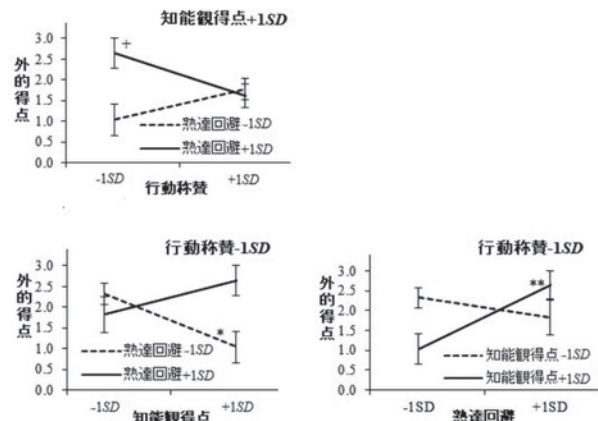 知能観得点+1SD
外的得点
3.0
2.5
2.0
1.5
1.0
0.5
0.0
+
熟達回避-1SD
熟達回避+1SD
-1SD
+1SD
行動称賛
行動称賛-1SD
外的得点
3.0
2.5
2.0
1.5
1.0
0.5
0.0
*
熟達回避-1SD
熟達回避+1SD
-1SD
+1SD
知能観得点
行動称賛-1SD
外的得点
3.0
2.5
2.0
1.5
1.0
0.5
0.0
**
知能観得点-1SD
知能観得点+1SD
-1SD
+1SD
熟達回避